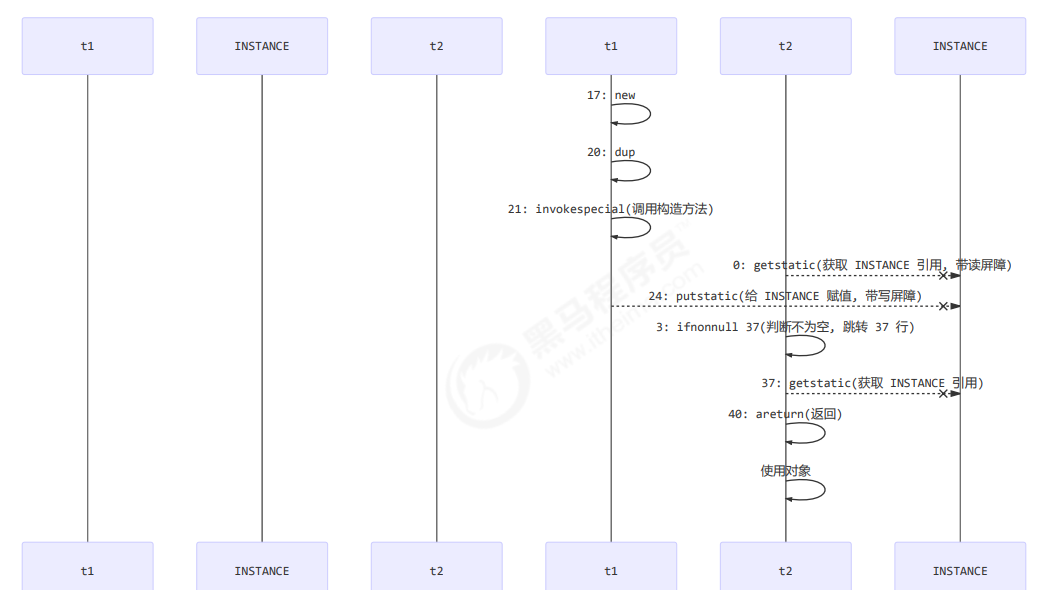 t1 INSTANCE t2 t1 t2 INSTANCE
17: new
20: dup
21: invokespecial(调用构造方法)
0: getstatic(获取 INSTANCE 引用, 带读屏障)
24: putstatic(给 INSTANCE 赋值, 带写屏障)
3: ifnonnull 37(判断不为空, 跳转 37 行)
37: getstatic(获取 INSTANCE 引用)
40: areturn(返回)
使用对象
黑马程序员
t1 INSTANCE t2 t1 t2 INSTANCE